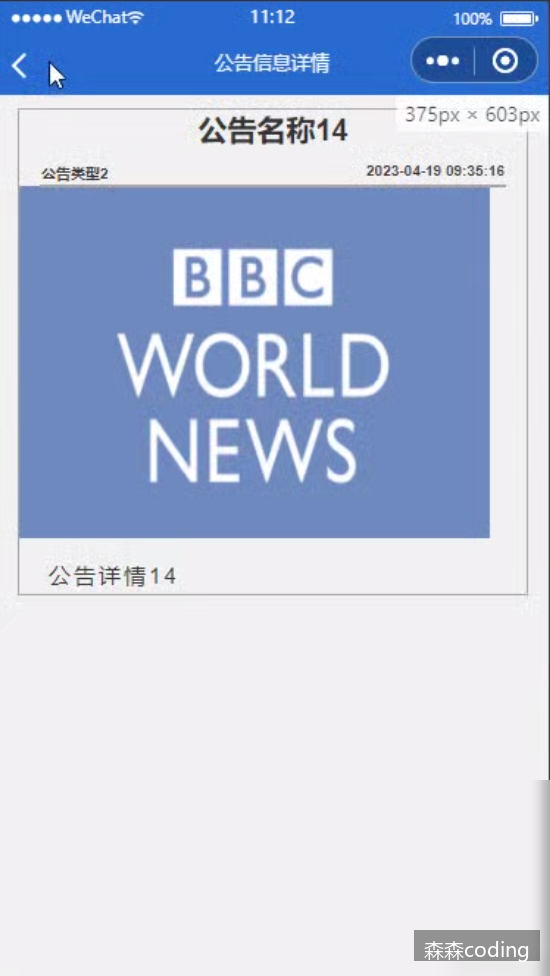 WeChat 11:12 100%
公告信息详情
375px × 603px
公告名称14
公告类型2 2023-04-19 09:35:16
BBC
WORLD
NEWS
公告详情14
森森coding